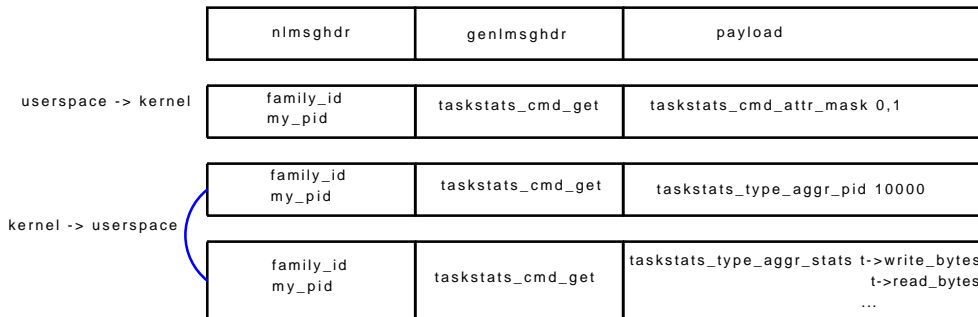 nlmsghdr genlmsghdr payload
userspace -> kernel family_id taskstats_cmd_get taskstats_cmd_attr_mask 0,1
my_pid
family_id taskstats_cmd_get taskstats_type_aggr_pid 10000
my_pid
kernel -> userspace
family_id taskstats_cmd_get taskstats_type_aggr_stats t->write_bytes
my_pid t->read_bytes
...